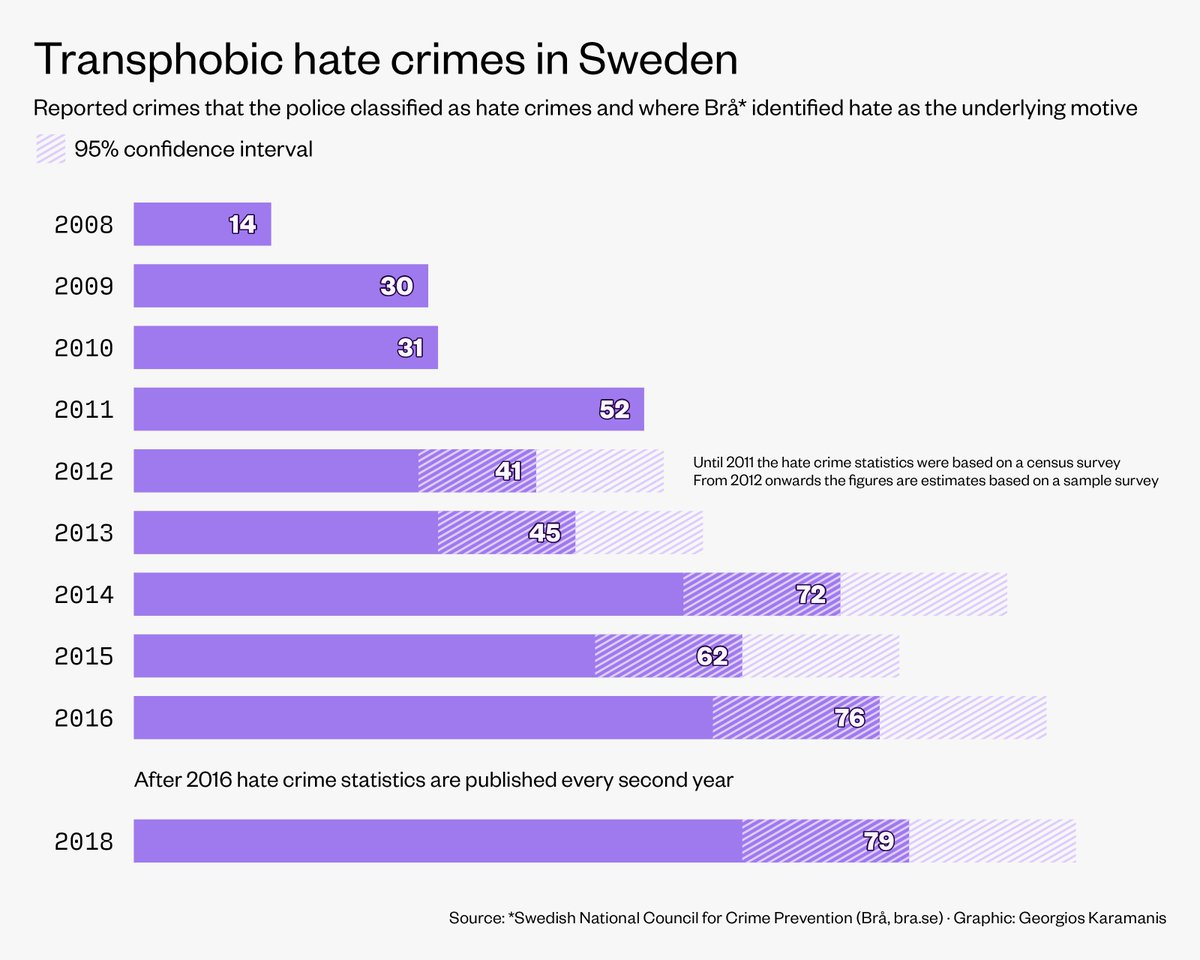 Transphobic hate crimes in Sweden
Reported crimes that the police classified as hate crimes and where Brå* identified hate as the underlying motive
95% confidence interval
2008 14
2009 30
2010 31
2011 52
2012 41
Until 2011 the hate crime statistics were based on a census survey
From 2012 onwards the figures are estimates based on a sample survey
2013 45
2014 72
2015 62
2016 76
After 2016 hate crime statistics are published every second year
2018 79
Source: *Swedish National Council for Crime Prevention (Brå, bra.se) · Graphic: Georgios Karamanis